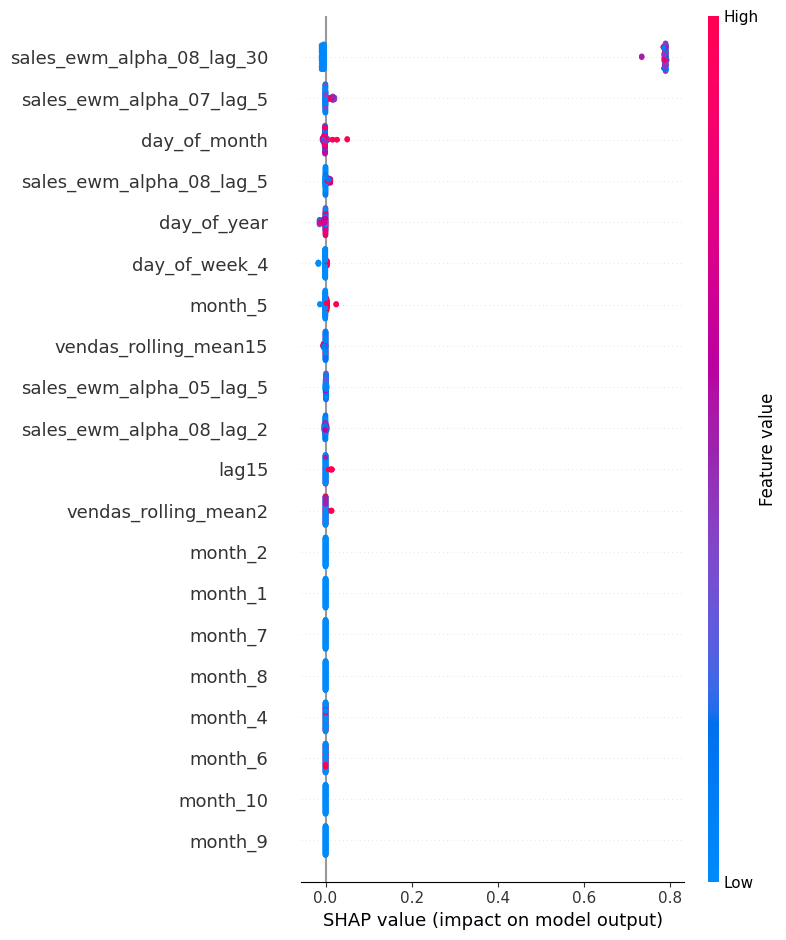 High
sales_ewm_alpha_08_lag_30
sales_ewm_alpha_07_lag_5
day_of_month
sales_ewm_alpha_08_lag_5
day_of_year
day_of_week_4
month_5
vendas_rolling_mean15
sales_ewm_alpha_05_lag_5
sales_ewm_alpha_08_lag_2
lag15
vendas_rolling_mean2
month_2
month_1
month_7
month_8
month_4
month_6
month_10
month_9
Feature value
Low
0.0 0.2 0.4 0.6 0.8
SHAP value (impact on model output)